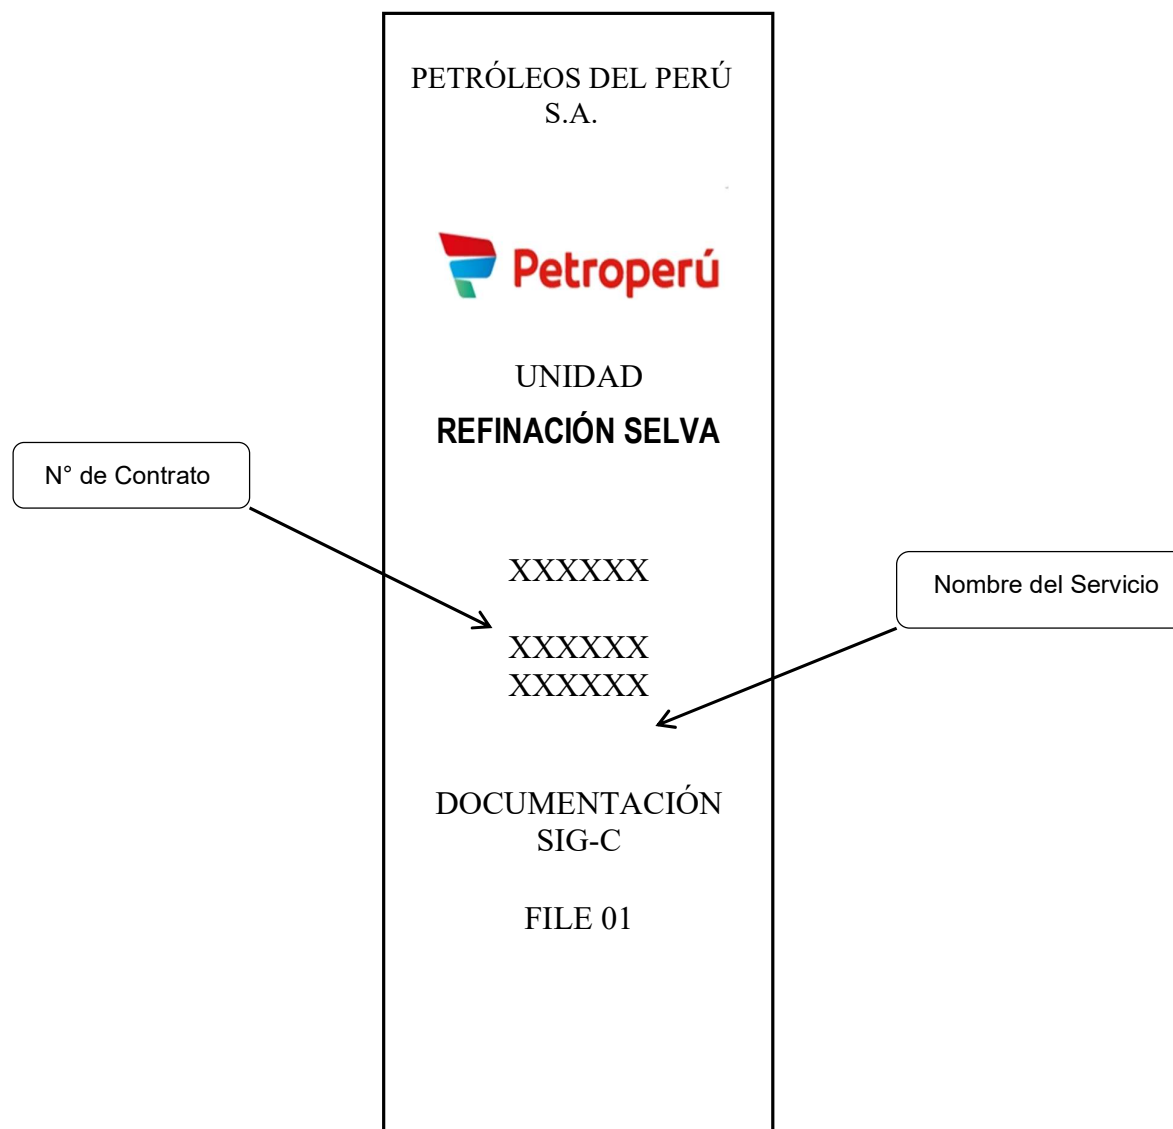 PETRÓLEOS DEL PERÚ
S.A.
Petroperú
UNIDAD
REFINACIÓN SELVA
N° de Contrato
XXXXXX
Nombre del Servicio
XXXXXX
XXXXXX
DOCUMENTACIÓN
SIG-C
FILE 01